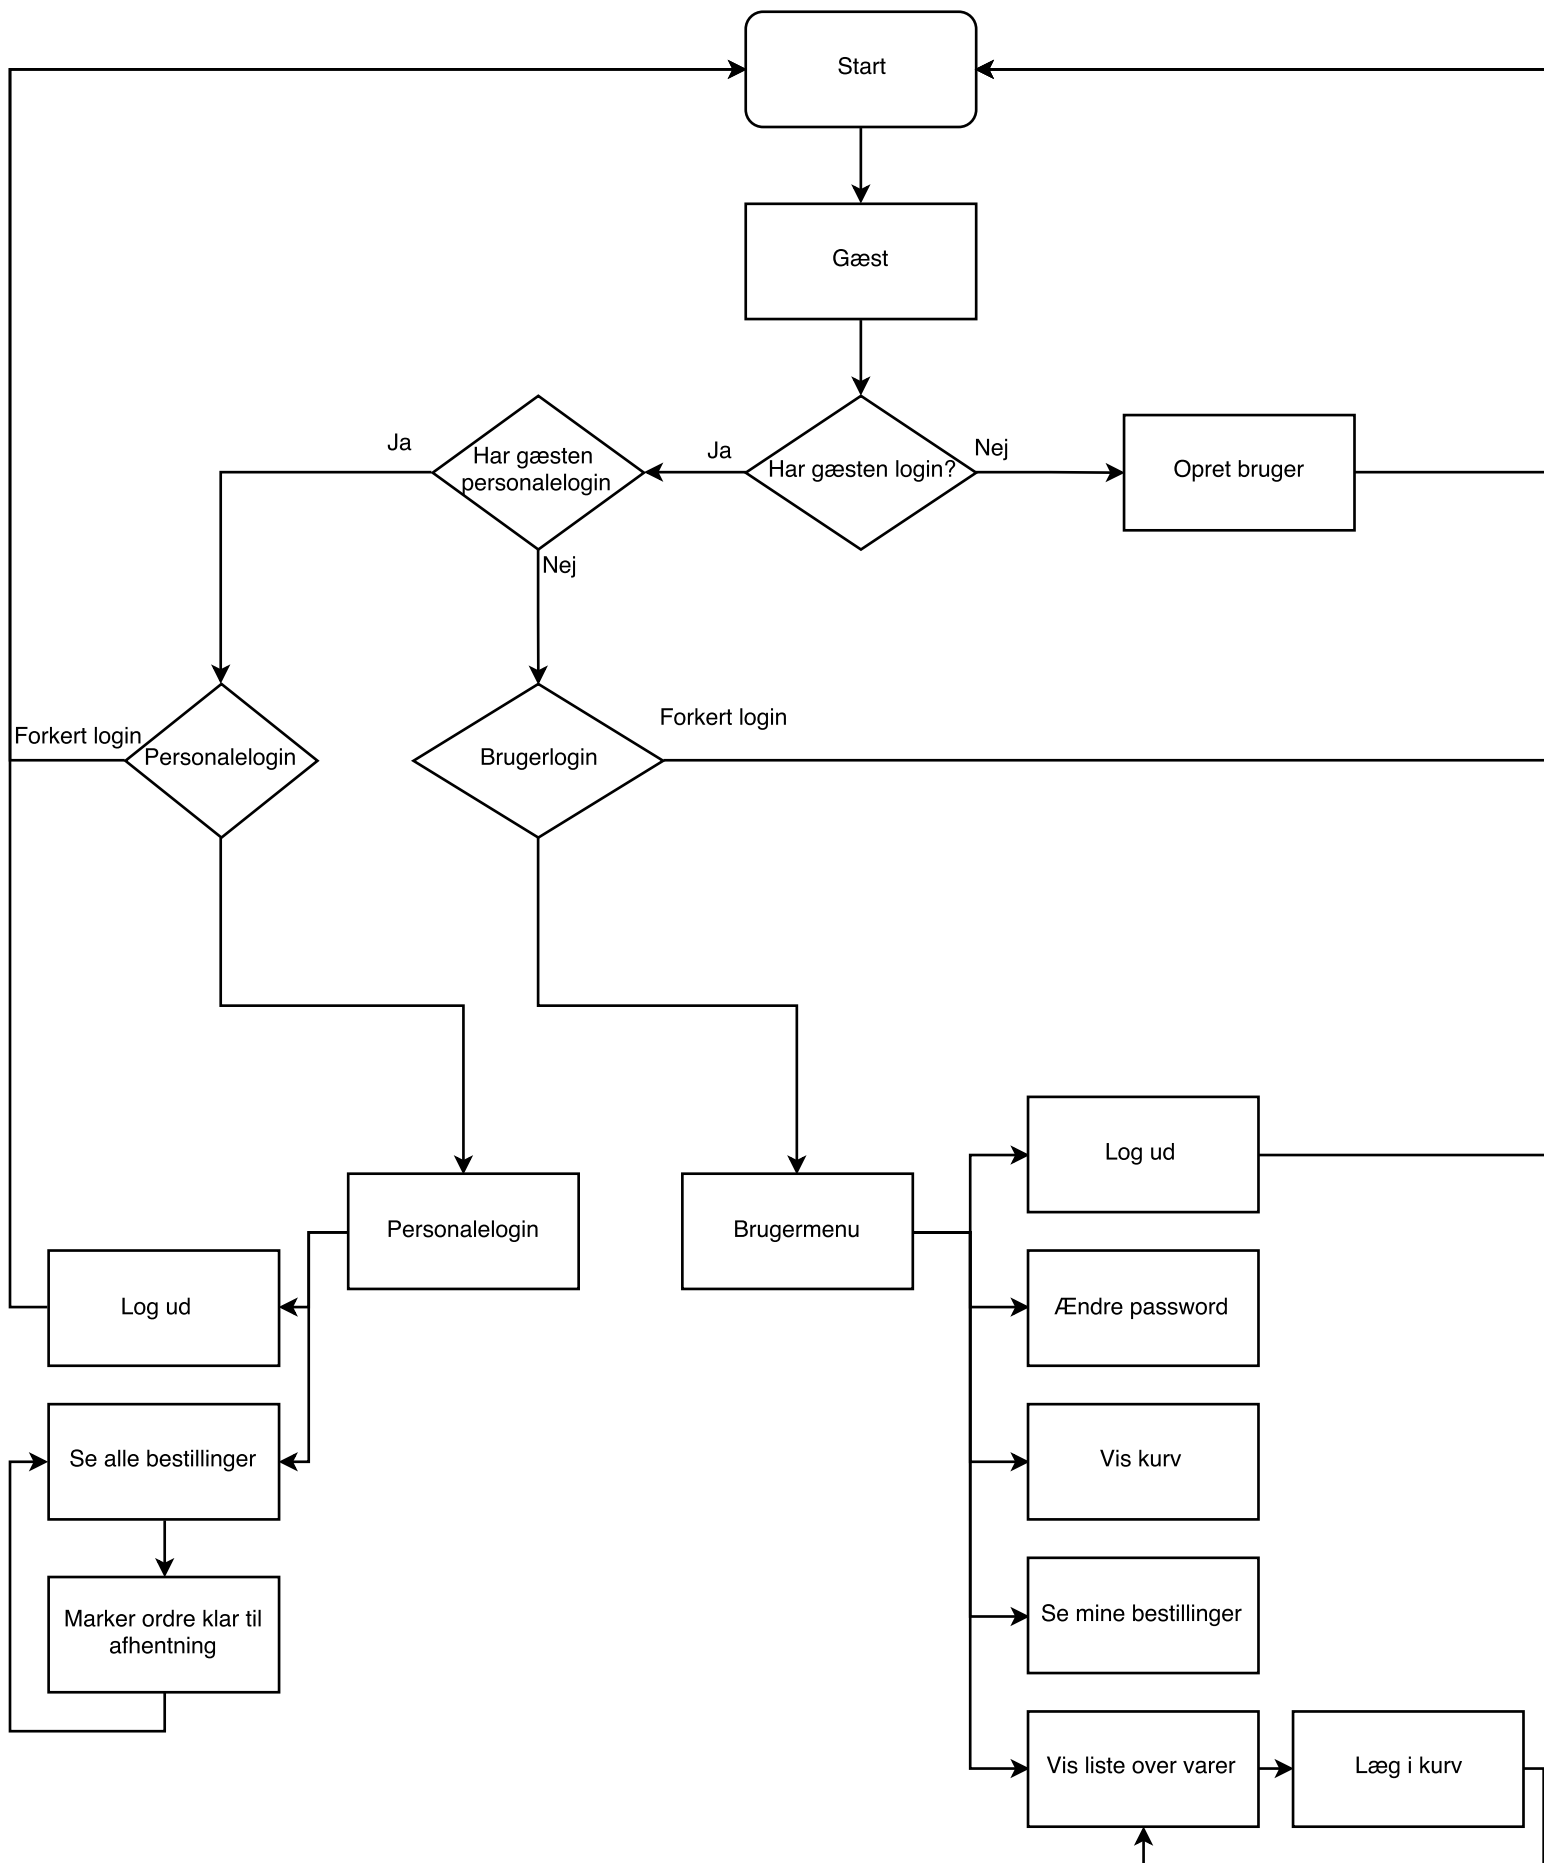 Start
Gæst
Ja
Har gæsten
personalelogin
Ja
Har gæsten login?
Nej
Opret bruger
Nej
Forkert login
Personalelogin
Brugerlogin
Forkert login
Log ud
Personalelogin
Brugermenu
Log ud
Ændre password
Se alle bestillinger
Vis kurv
Marker ordre klar til
afhentning
Se mine bestillinger
Vis liste over varer
Læg i kurv